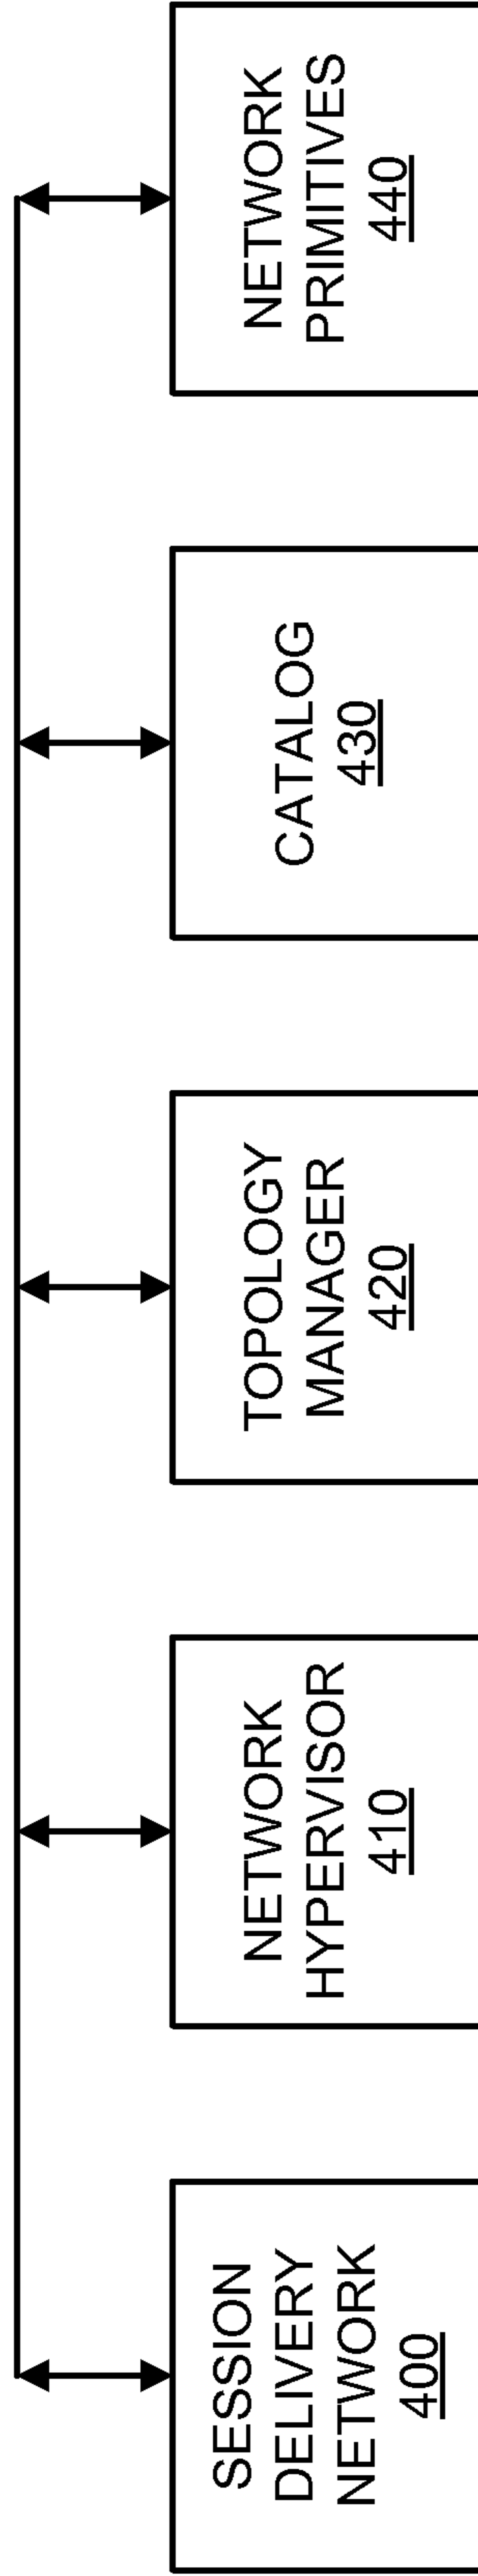 SESSION
DELIVERY
NETWORK
400
NETWORK
HYPERVISOR
410
TOPOLOGY
MANAGER
420
CATALOG
430
NETWORK
PRIMITIVES
440